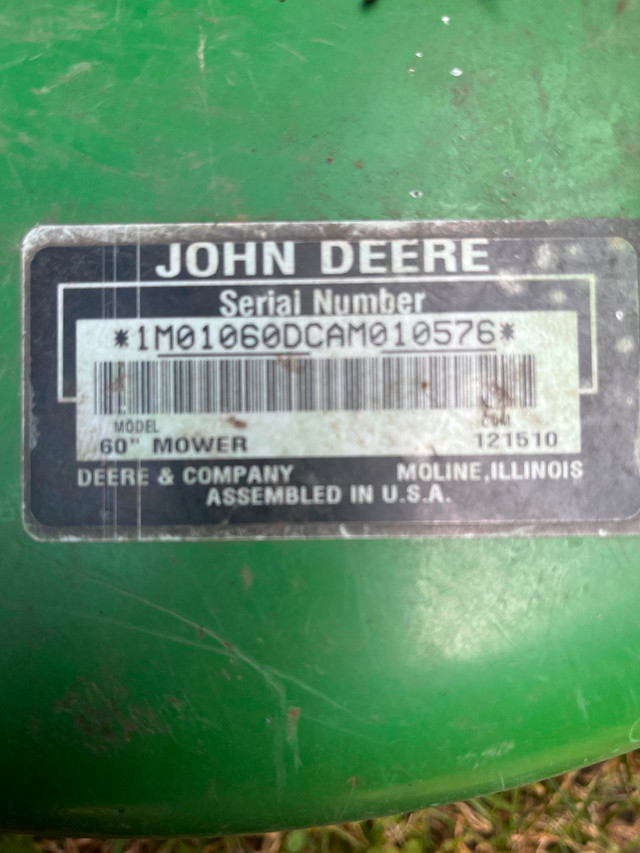 JOHN DEERE
Serial Number
*1M01060DCAM010576*
MODEL
60" MOWER 121510
DEERE & COMPANY MOLINE, ILLINOIS
ASSEMBLED IN U.S.A.